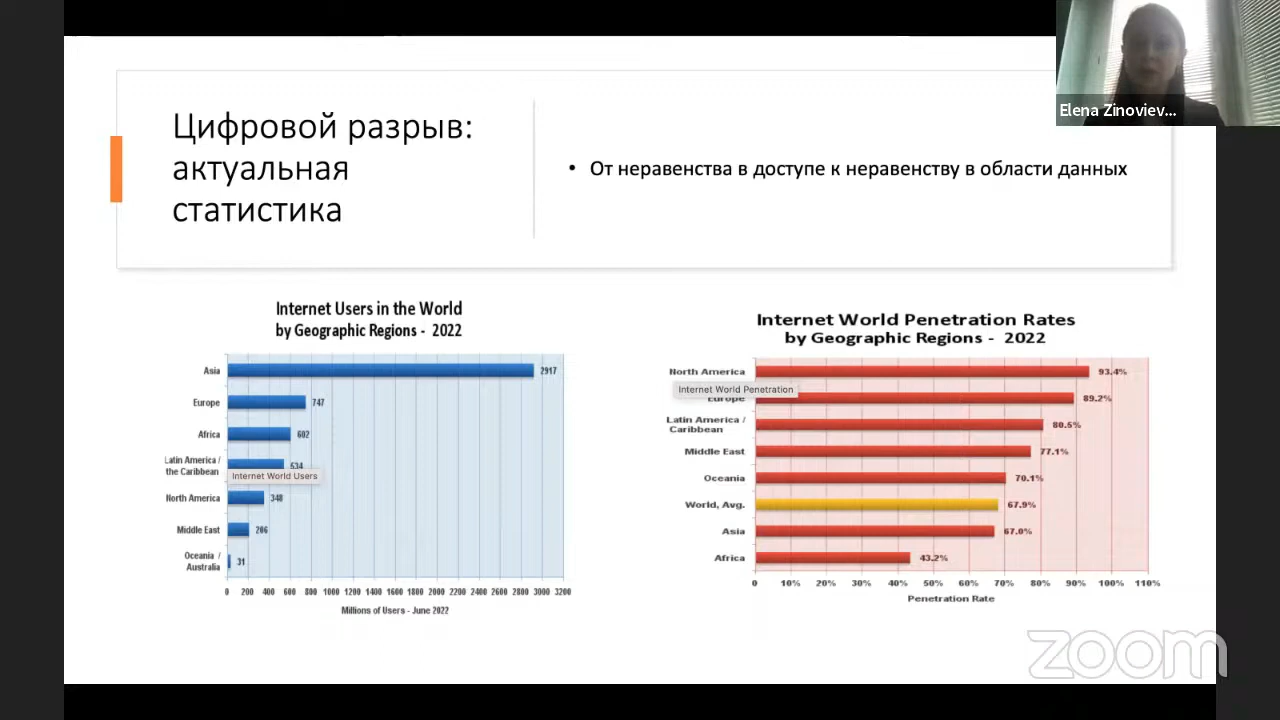 Elena Zinoviev...
Цифровой разрыв:
актуальная
статистика
• От неравенства в доступе к неравенству в области данных
Internet Users in the World
by Geographic Regions - 2022
Asia 2917
Europe 747
Africa 602
Latin America /
the Caribbean 534
Internet World Users
North America 348
Middle East 206
Oceania /
Australia 31
0 200 400 600 800 1000 1200 1400 1600 1800 2000 2200 2400 2600 2800 3000 3200
Millions of Users - June 2022
Internet World Penetration Rates
by Geographic Regions - 2022
North America 93.4%
Internet World Penetration
Europe 89.2%
Latin America /
Caribbean 80.5%
Middle East 77.1%
Oceania 70.1%
World, Avg. 67.9%
Asia 67.0%
Africa 43.2%
0 10% 20% 30% 40% 50% 60% 70% 80% 90% 100% 110%
Penetration Rate
zoom